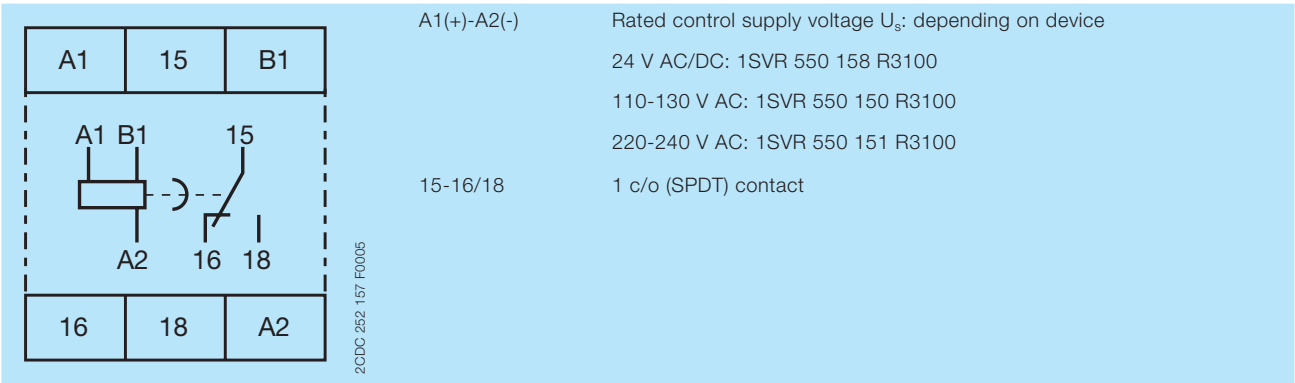 A1 15 B1
A1 B1 15
A2 16 18
16 18 A2
2CDC 252 157 F0005
A1(+)-A2(-) Rated control supply voltage Us: depending on device
24 V AC/DC: 1SVR 550 158 R3100
110-130 V AC: 1SVR 550 150 R3100
220-240 V AC: 1SVR 550 151 R3100
15-16/18 1 c/o (SPDT) contact